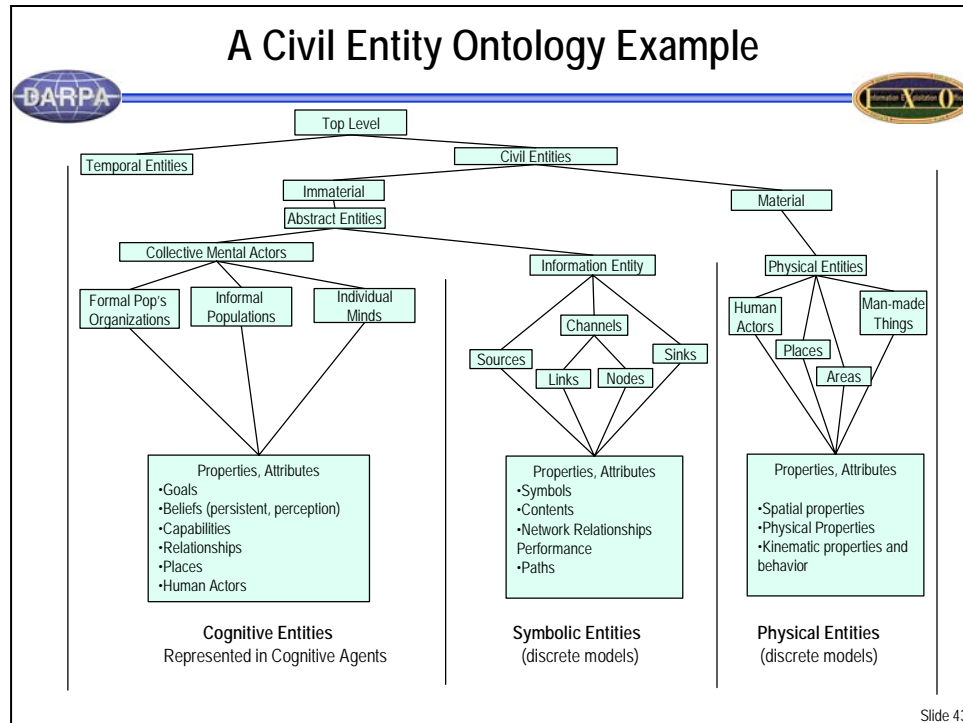 A Civil Entity Ontology Example
DARPA
Information Exploitation Office
I X O
Top Level
Temporal Entities
Civil Entities
Immaterial
Material
Abstract Entities
Collective Mental Actors
Information Entity
Physical Entities
Formal Pop's
Organizations
Informal
Populations
Individual
Minds
Channels
Sources
Sinks
Links
Nodes
Human
Actors
Man-made
Things
Places
Areas
Properties, Attributes
•Goals
•Beliefs (persistent, perception)
•Capabilities
•Relationships
•Places
•Human Actors
Properties, Attributes
•Symbols
•Contents
•Network Relationships
Performance
•Paths
Properties, Attributes
•Spatial properties
•Physical Properties
•Kinematic properties and
behavior
Cognitive Entities
Represented in Cognitive Agents
Symbolic Entities
(discrete models)
Physical Entities
(discrete models)
Slide 43